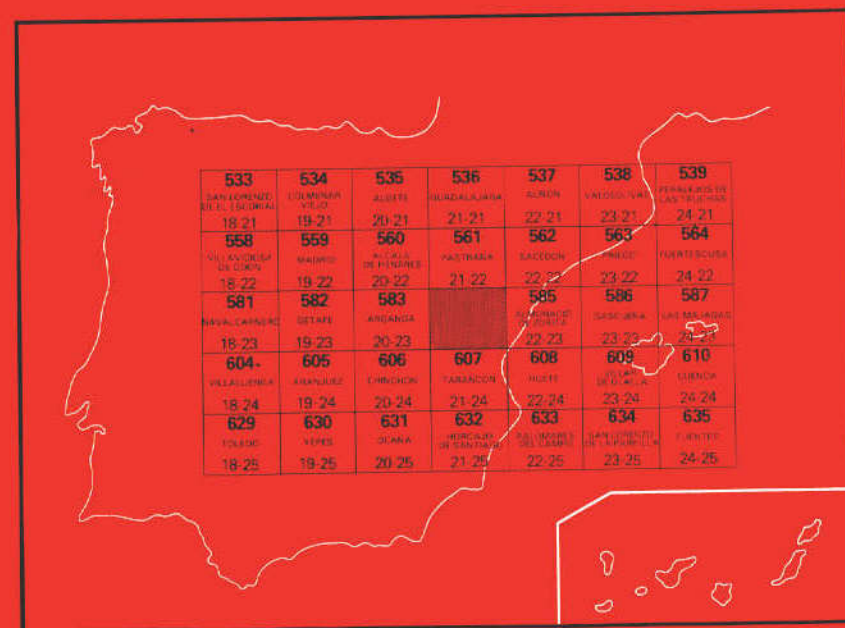 533 534 535 536 537 538 539
SAN LORENZO DE EL ESCORIAL COLMENAR VIEJO ALGETE GUADALAJARA AUÑON VALDEOLIVAS PERALEJOS DE LAS TRUCHAS
18-21 19-21 20-21 21-21 22-21 23-21 24-21
558 559 560 561 562 563 564
VILLAVICIOSA DE ODON MADRID ALCALA DE HENARES PASTRANA SACEDON PRIEGO FUERTESCUSA
18-22 19-22 20-22 21-22 22-22 23-22 24-22
581 582 583 585 586 587
NAVALCARNERO GETAFE ARGANDA ALMONACID DE ZORITA GASCUEÑA LAS MAJADAS
18-23 19-23 20-23 22-23 23-23 24-23
604 605 606 607 608 609 610
VILLALUENGA ARANJUEZ CHINCHON TARANCON HUETE VILLAR DE OLALLA CUENCA
18-24 19-24 20-24 21-24 22-24 23-24 24-24
629 630 631 632 633 634 635
TOLEDO YEPES OCAÑA HORCAJO DE SANTIAGO PALOMARES DEL CAMPO SAN LORENZO DE LA PARRILLA FUENTES
18-25 19-25 20-25 21-25 22-25 23-25 24-25